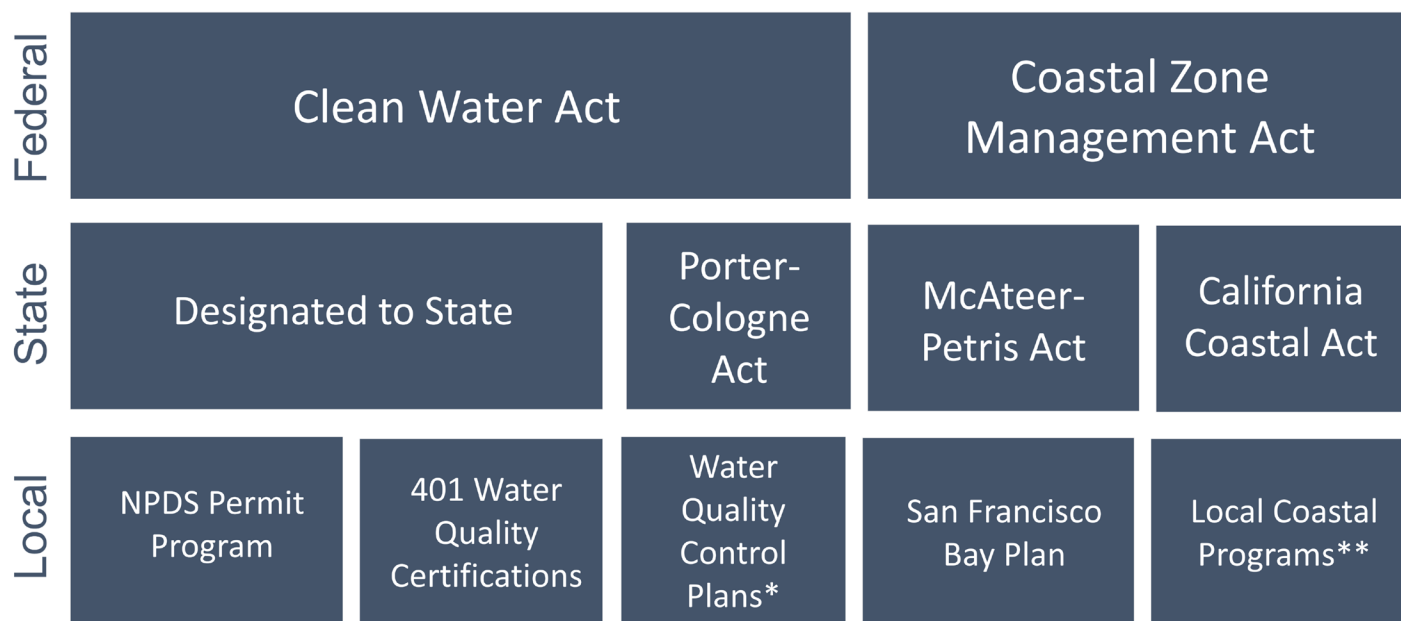 Federal
Clean Water Act
Coastal Zone
Management Act
State
Designated to State
Porter-
Cologne
Act
McAteer-
Petris Act
California
Coastal Act
Local
NPDS Permit
Program
401 Water
Quality
Certifications
Water
Quality
Control
Plans*
San Francisco
Bay Plan
Local Coastal
Programs**